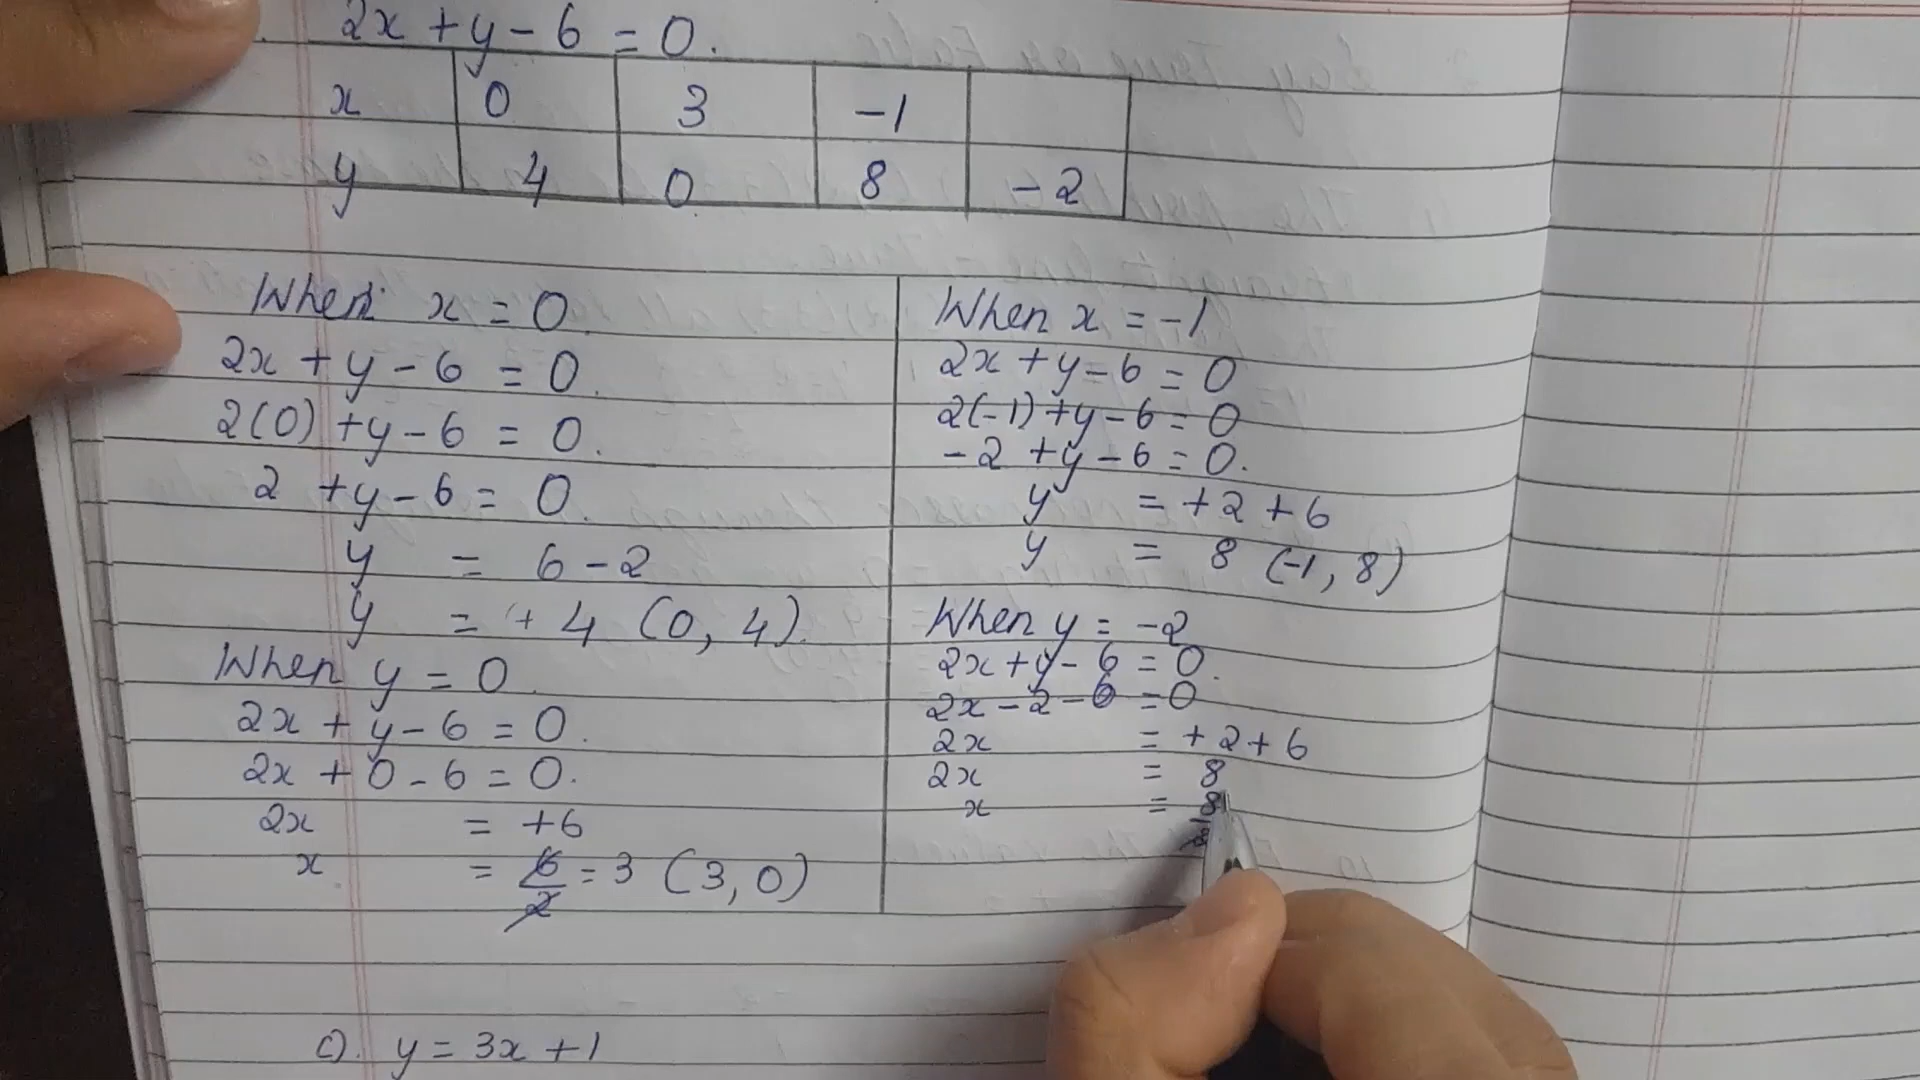 2x + y - 6 = 0.
x 0 3 -1
y 4 0 8 -2
When x = 0.
2x + y - 6 = 0.
2(0) + y - 6 = 0.
2 + y - 6 = 0.
y = 6 - 2
y = + 4 (0, 4).
When y = 0.
2x + y - 6 = 0.
2x + 0 - 6 = 0.
2x = +6
x = 6/2 = 3 (3, 0)
When x = -1
2x + y - 6 = 0
2(-1) + y - 6 = 0
-2 + y - 6 = 0.
y = +2 + 6
y = 8 (-1, 8)
When y = -2
2x + y - 6 = 0.
2x - 2 - 6 = 0
2x = +2 + 6
2x = 8
x = 8/2
c). y = 3x + 1